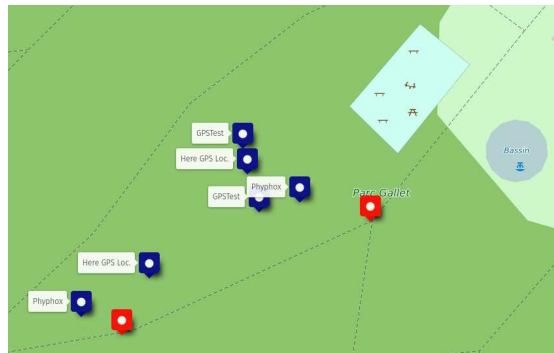 GPSTest
Here GPS Loc.
Phyphox
GPSTest
Parc Gallet
Bassin
Here GPS Loc.
Phyphox